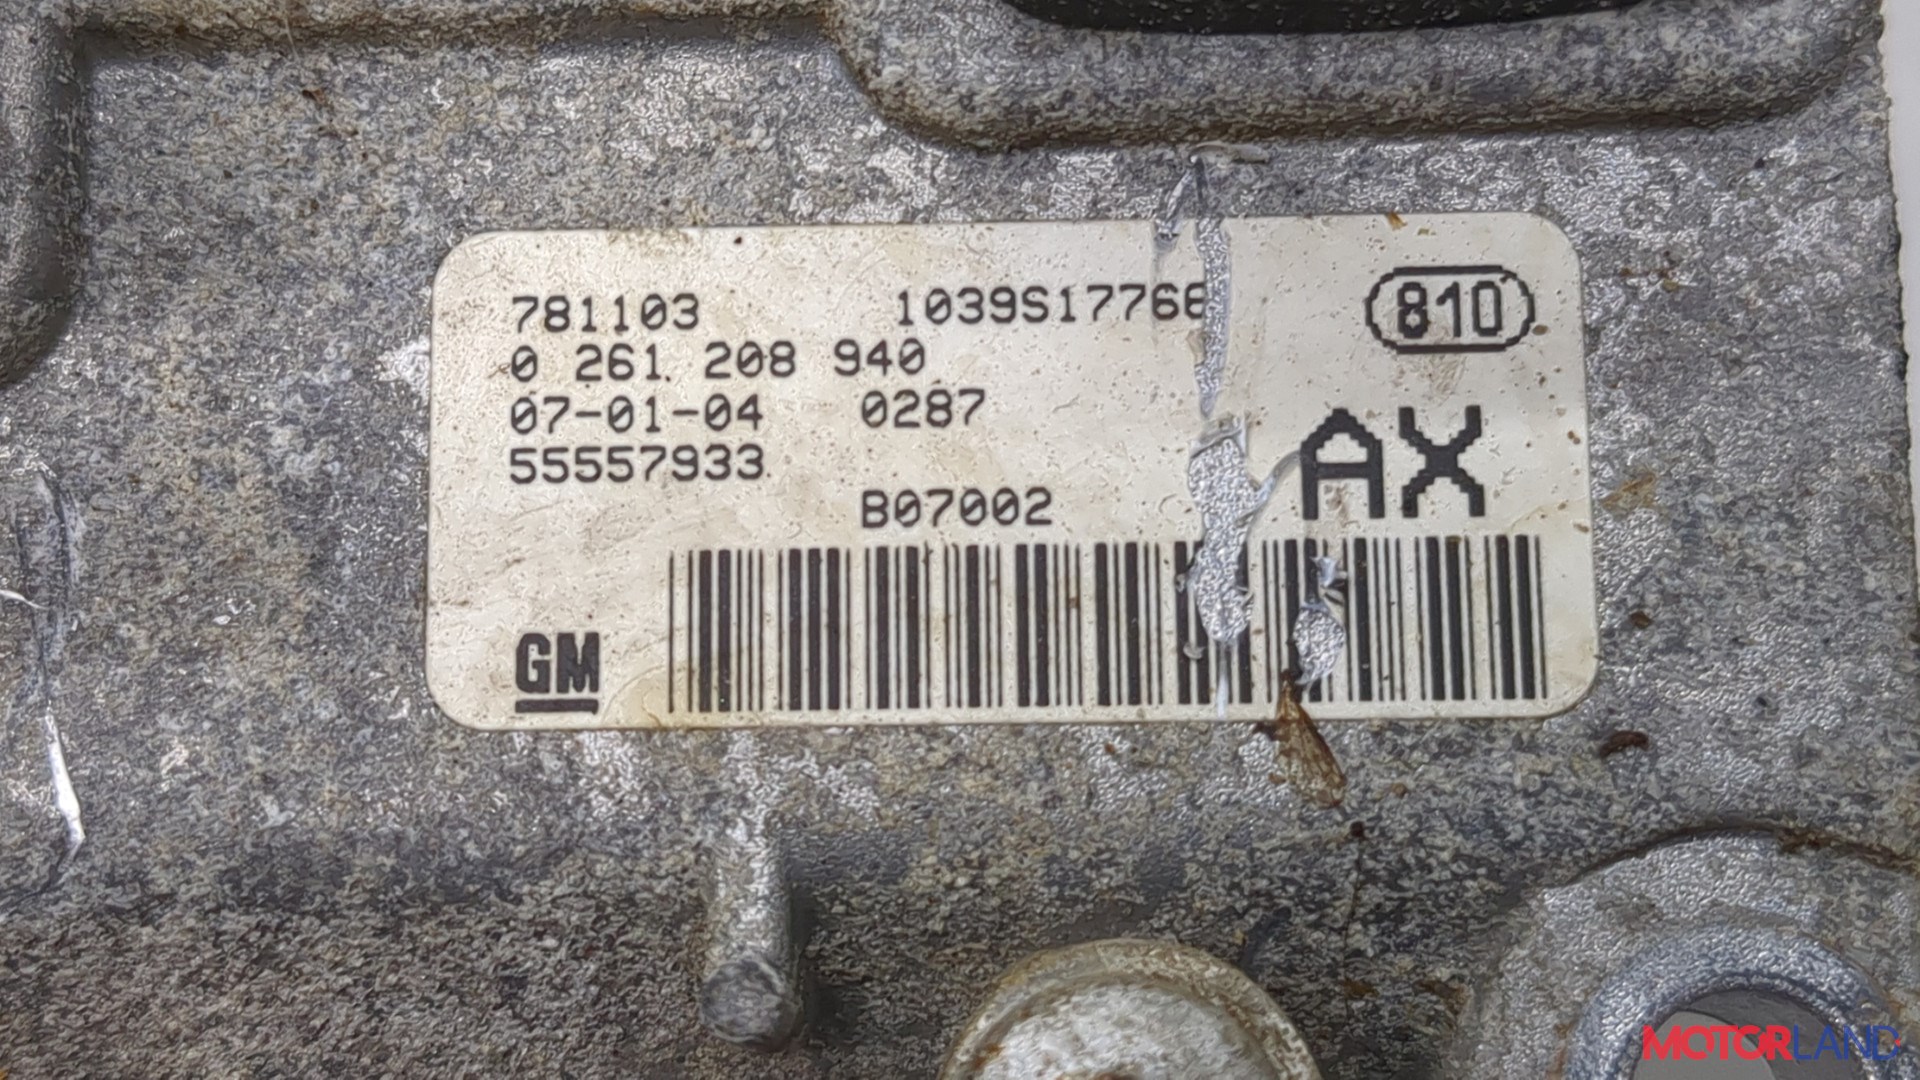 781103 1039S1776
810
0 261 208 940
07-01-04 0287
AX
55557933
B07002
GM
MOTORLAND